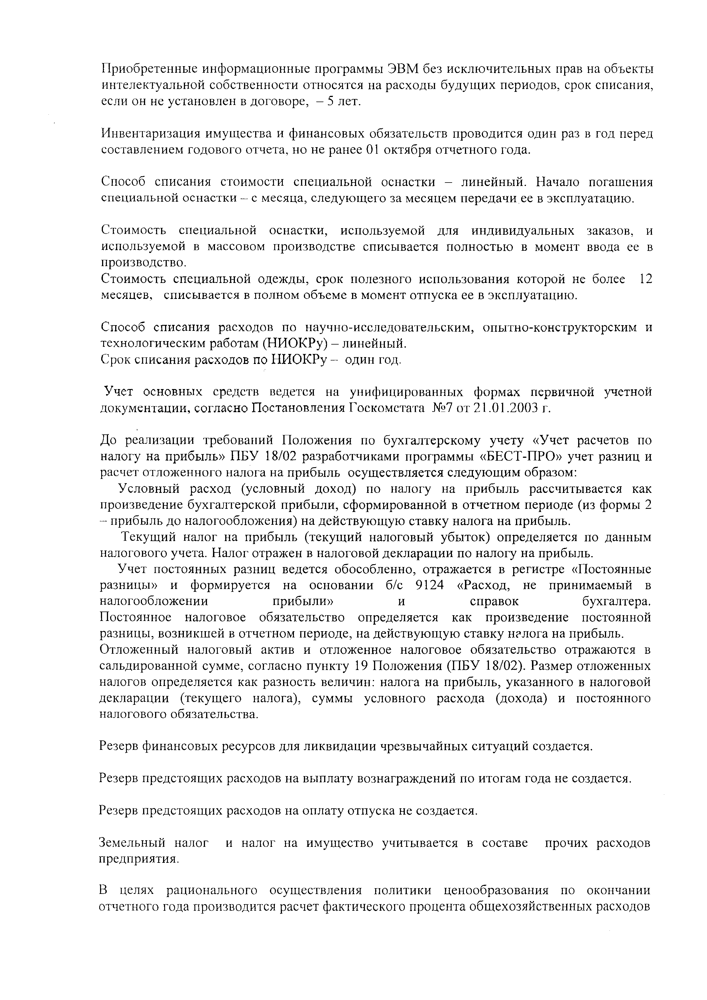 Приобретенные информационные программы ЭВМ без исключительных прав на объекты
интелектуальной собственности относятся на расходы будущих периодов, срок списания,
если он не установлен в договоре, – 5 лет.
Инвентаризация имущества и финансовых обязательств проводится один раз в год перед
составлением годового отчета, но не ранее 01 октября отчетного года.
Способ списания стоимости специальной оснастки – линейный. Начало погашения
специальной оснастки – с месяца, следующего за месяцем передачи ее в эксплуатацию.
Стоимость специальной оснастки, используемой для индивидуальных заказов, и
используемой в массовом производстве списывается полностью в момент ввода ее в
производство.
Стоимость специальной одежды, срок полезного использования которой не более 12
месяцев, списывается в полном объеме в момент отпуска ее в эксплуатацию.
Способ списания расходов по научно-исследовательским, опытно-конструкторским и
технологическим работам (НИОКРу) – линейный.
Срок списания расходов по НИОКРу – один год.
Учет основных средств ведется на унифицированных формах первичной учетной
документации, согласно Постановления Госкомстата №7 от 21.01.2003 г.
До реализации требований Положения по бухгалтерскому учету «Учет расчетов по
налогу на прибыль» ПБУ 18/02 разработчиками программы «БЕСТ-ПРО» учет разниц и
расчет отложенного налога на прибыль осуществляется следующим образом:
Условный расход (условный доход) по налогу на прибыль рассчитывается как
произведение бухгалтерской прибыли, сформированной в отчетном периоде (из формы 2
– прибыль до налогообложения) на действующую ставку налога на прибыль.
Текущий налог на прибыль (текущий налоговый убыток) определяется по данным
налогового учета. Налог отражен в налоговой декларации по налогу на прибыль.
Учет постоянных разниц ведется обособленно, отражается в регистре «Постоянные
разницы» и формируется на основании б/с 9124 «Расход, не принимаемый в
налогообложении прибыли» и справок бухгалтера.
Постоянное налоговое обязательство определяется как произведение постоянной
разницы, возникшей в отчетном периоде, на действующую ставку налога на прибыль.
Отложенный налоговый актив и отложенное налоговое обязательство отражаются в
сальдированной сумме, согласно пункту 19 Положения (ПБУ 18/02). Размер отложенных
налогов определяется как разность величин: налога на прибыль, указанного в налоговой
декларации (текущего налога), суммы условного расхода (дохода) и постоянного
налогового обязательства.
Резерв финансовых ресурсов для ликвидации чрезвычайных ситуаций создается.
Резерв предстоящих расходов на выплату вознаграждений по итогам года не создается.
Резерв предстоящих расходов на оплату отпуска не создается.
Земельный налог и налог на имущество учитывается в составе прочих расходов
предприятия.
В целях рационального осуществления политики ценообразования по окончании
отчетного года производится расчет фактического процента общехозяйственных расходов